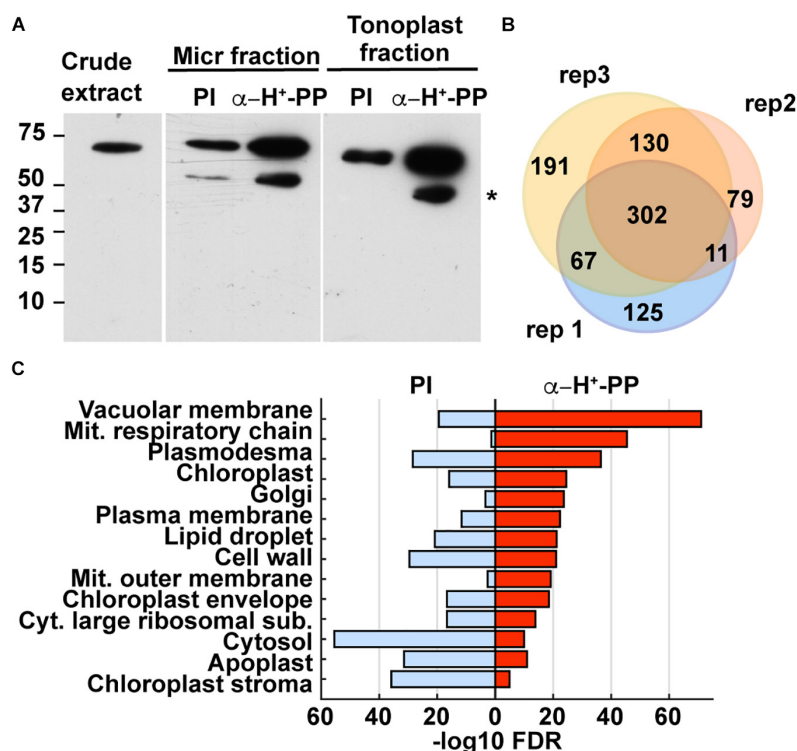 A
Crude
extract
Micr fraction
PI α–H⁺-PP
Tonoplast
fraction
PI α–H⁺-PP
75
50
37
25
15
10
*
B
rep3
rep2
rep 1
191
130
79
302
67
11
125
C
PI α–H⁺-PP
Vacuolar membrane
Mit. respiratory chain
Plasmodesma
Chloroplast
Golgi
Plasma membrane
Lipid droplet
Cell wall
Mit. outer membrane
Chloroplast envelope
Cyt. large ribosomal sub.
Cytosol
Apoplast
Chloroplast stroma
60 40 20 0 20 40 60
-log10 FDR